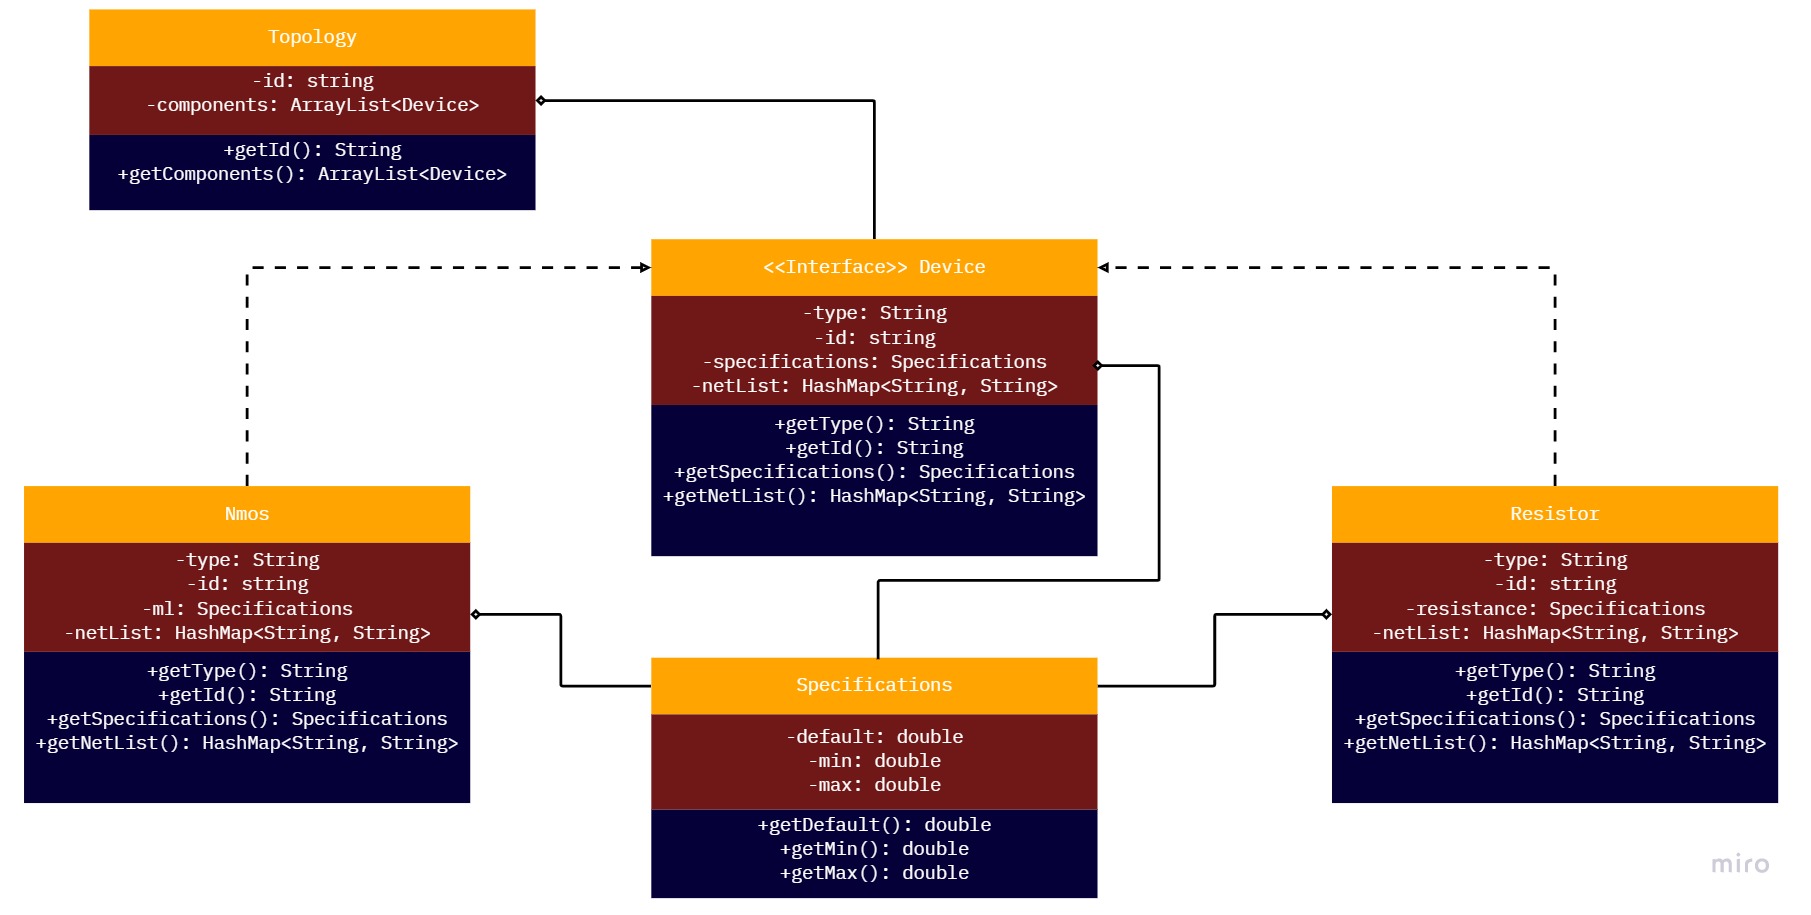 Topology
-id: string
-components: ArrayList<Device>
+getId(): String
+getComponents(): ArrayList<Device>
<<Interface>> Device
-type: String
-id: string
-specifications: Specifications
-netList: HashMap<String, String>
+getType(): String
+getId(): String
+getSpecifications(): Specifications
+getNetList(): HashMap<String, String>
Nmos
-type: String
-id: string
-ml: Specifications
-netList: HashMap<String, String>
+getType(): String
+getId(): String
+getSpecifications(): Specifications
+getNetList(): HashMap<String, String>
Resistor
-type: String
-id: string
-resistance: Specifications
-netList: HashMap<String, String>
+getType(): String
+getId(): String
+getSpecifications(): Specifications
+getNetList(): HashMap<String, String>
Specifications
-default: double
-min: double
-max: double
+getDefault(): double
+getMin(): double
+getMax(): double
miro